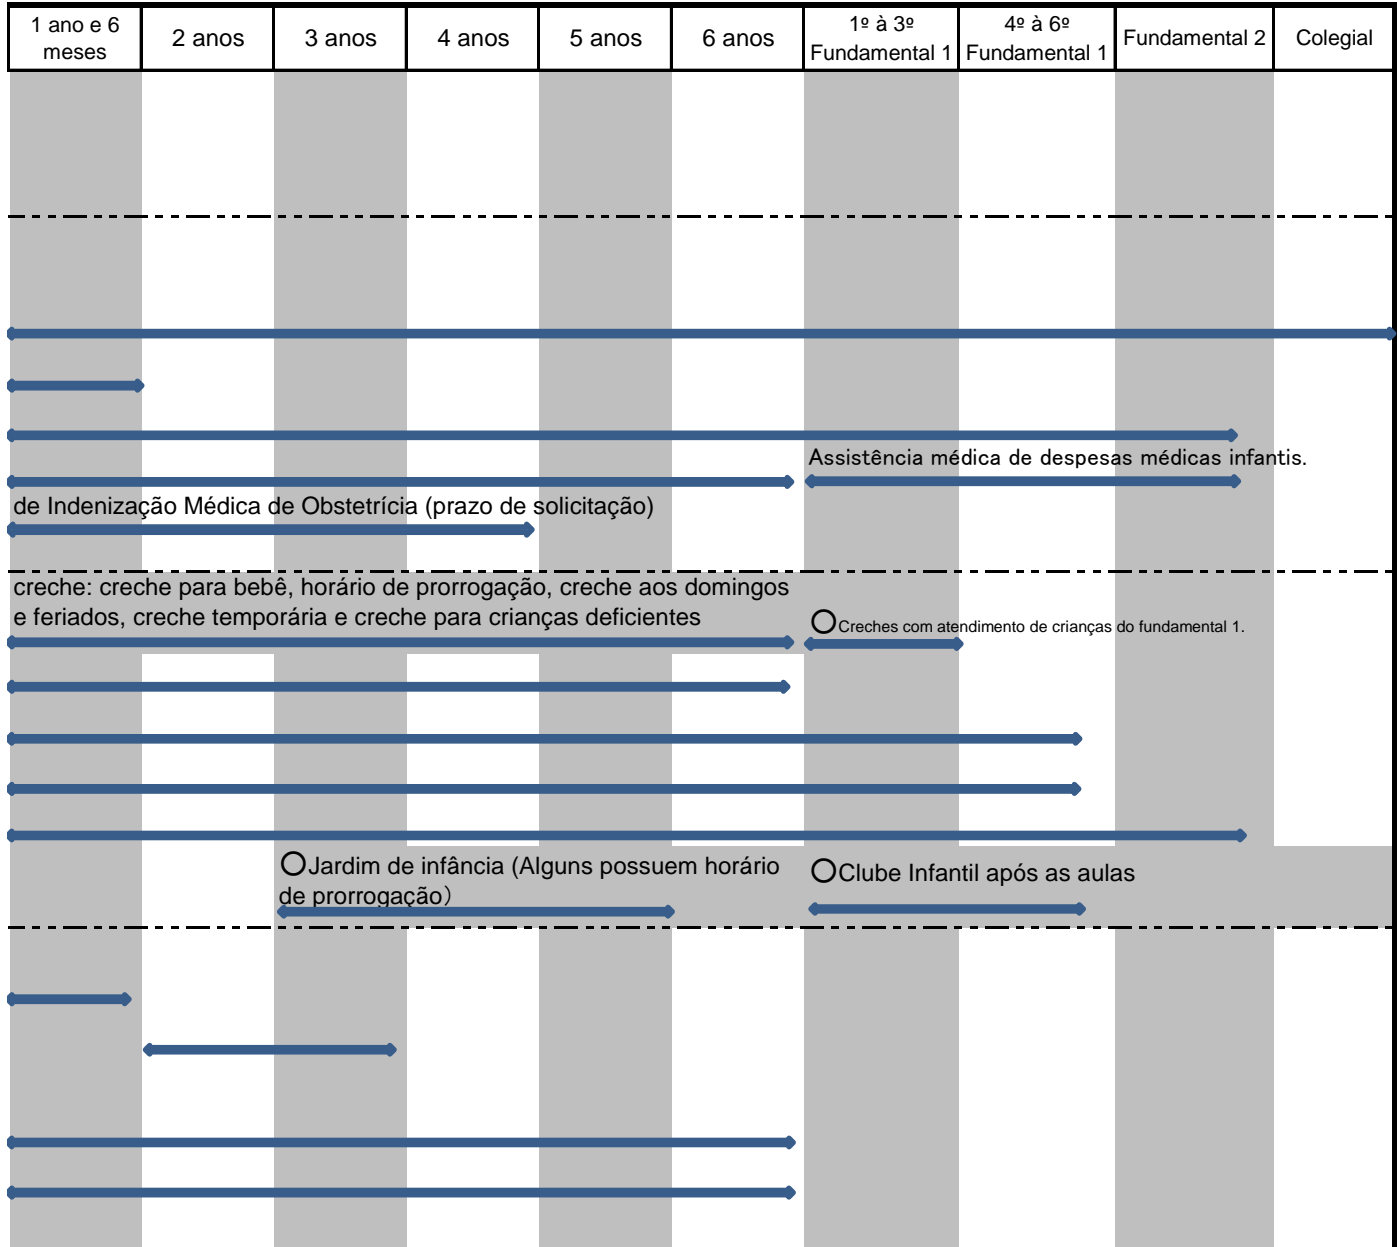 1 ano e 6
meses
2 anos
3 anos
4 anos
5 anos
6 anos
1º à 3º
Fundamental 1
4º à 6º
Fundamental 1
Fundamental 2
Colegial
Assistência médica de despesas médicas infantis.
de Indenização Médica de Obstetrícia (prazo de solicitação)
creche: creche para bebê, horário de prorrogação, creche aos domingos
e feriados, creche temporária e creche para crianças deficientes
○Creches com atendimento de crianças do fundamental 1.
○Jardim de infância (Alguns possuem horário
de prorrogação）
○Clube Infantil após as aulas